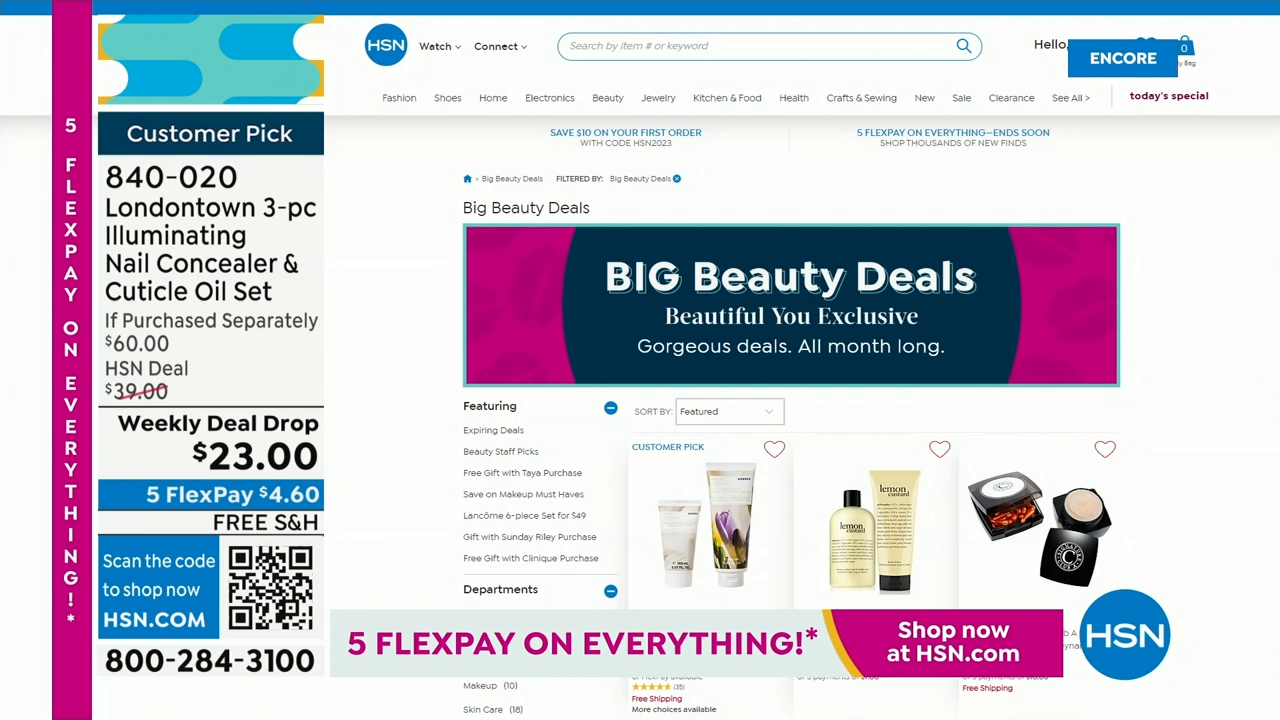 5 FLEXPAY ON EVERYTHING!*
Customer Pick
840-020
Londontown 3-pc
Illuminating
Nail Concealer &
Cuticle Oil Set
If Purchased Separately
$60.00
HSN Deal
$39.00
Weekly Deal Drop
$23.00
5 FlexPay $4.60
FREE S&H
Scan the code
to shop now
HSN.COM
800-284-3100
HSN
Watch
Connect
Search by item # or keyword
Hello,
ENCORE
0
Bag
Fashion Shoes Home Electronics Beauty Jewelry Kitchen & Food Health Crafts & Sewing New Sale Clearance See All > today's special
SAVE $10 ON YOUR FIRST ORDER
WITH CODE HSN2023
5 FLEXPAY ON EVERYTHING—ENDS SOON
SHOP THOUSANDS OF NEW FINDS
> Big Beauty Deals FILTERED BY: Big Beauty Deals
Big Beauty Deals
BIG Beauty Deals
Beautiful You Exclusive
Gorgeous deals. All month long.
Featuring
Expiring Deals
Beauty Staff Picks
Free Gift with Taya Purchase
Save on Makeup Must Haves
Lancôme 6-piece Set for $49
Gift with Sunday Riley Purchase
Free Gift with Clinique Purchase
Departments
Makeup (10)
Skin Care (18)
SORT BY: Featured
CUSTOMER PICK
KORRES
lemon custard
lemon custard
5 FLEXPAY ON EVERYTHING!*
Shop now
at HSN.com
HSN
(35)
Free Shipping
More choices available
Free Shipping